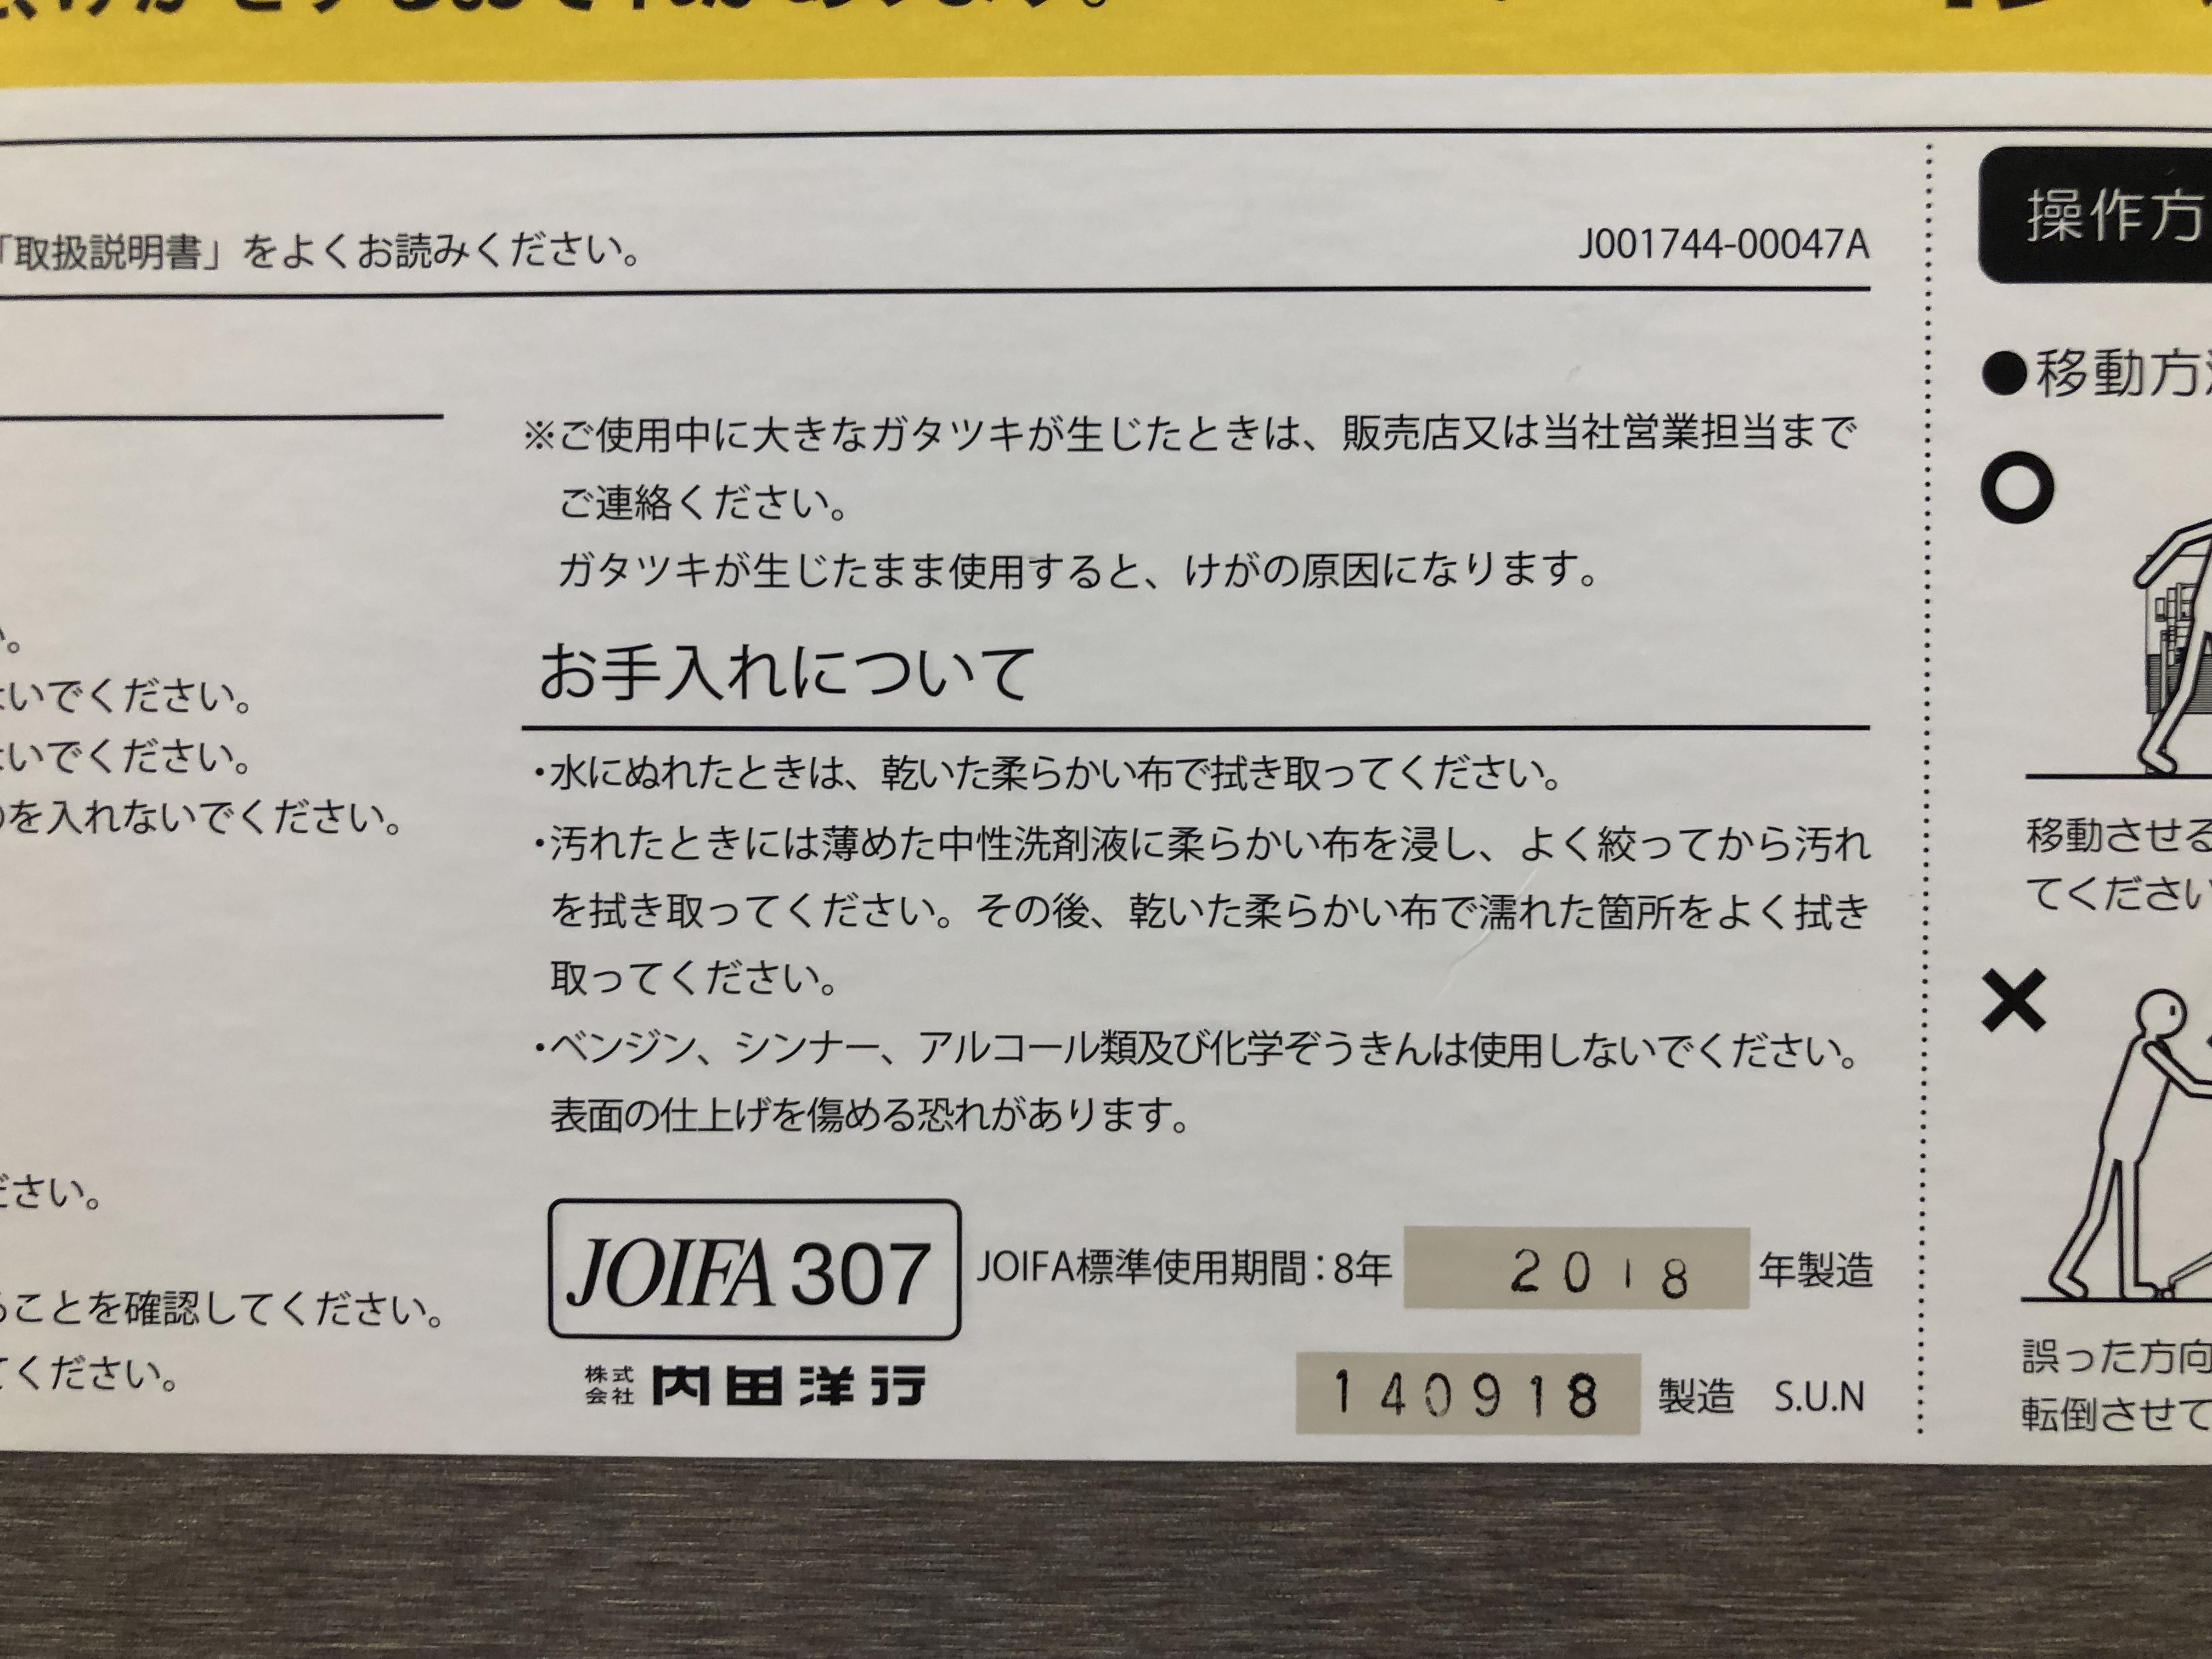 「取扱説明書」をよくお読みください。
J001744-00047A
いでください。
いでください。
を入れないでください。
さい。
ことを確認してください。
てください。
※ご使用中に大きなガタツキが生じたときは、販売店又は当社営業担当まで
ご連絡ください。
ガタツキが生じたまま使用すると、けがの原因になります。
お手入れについて
・水にぬれたときは、乾いた柔らかい布で拭き取ってください。
・汚れたときには薄めた中性洗剤液に柔らかい布を浸し、よく絞ってから汚れ
を拭き取ってください。その後、乾いた柔らかい布で濡れた箇所をよく拭き
取ってください。
・ベンジン、シンナー、アルコール類及び化学ぞうきんは使用しないでください。
表面の仕上げを傷める恐れがあります。
JOIFA 307 JOIFA標準使用期間：8年 2018 年製造
株式会社 内田洋行
140918 製造 S.U.N
操作方
●移動方
移動させる
てください
誤った方向
転倒させて